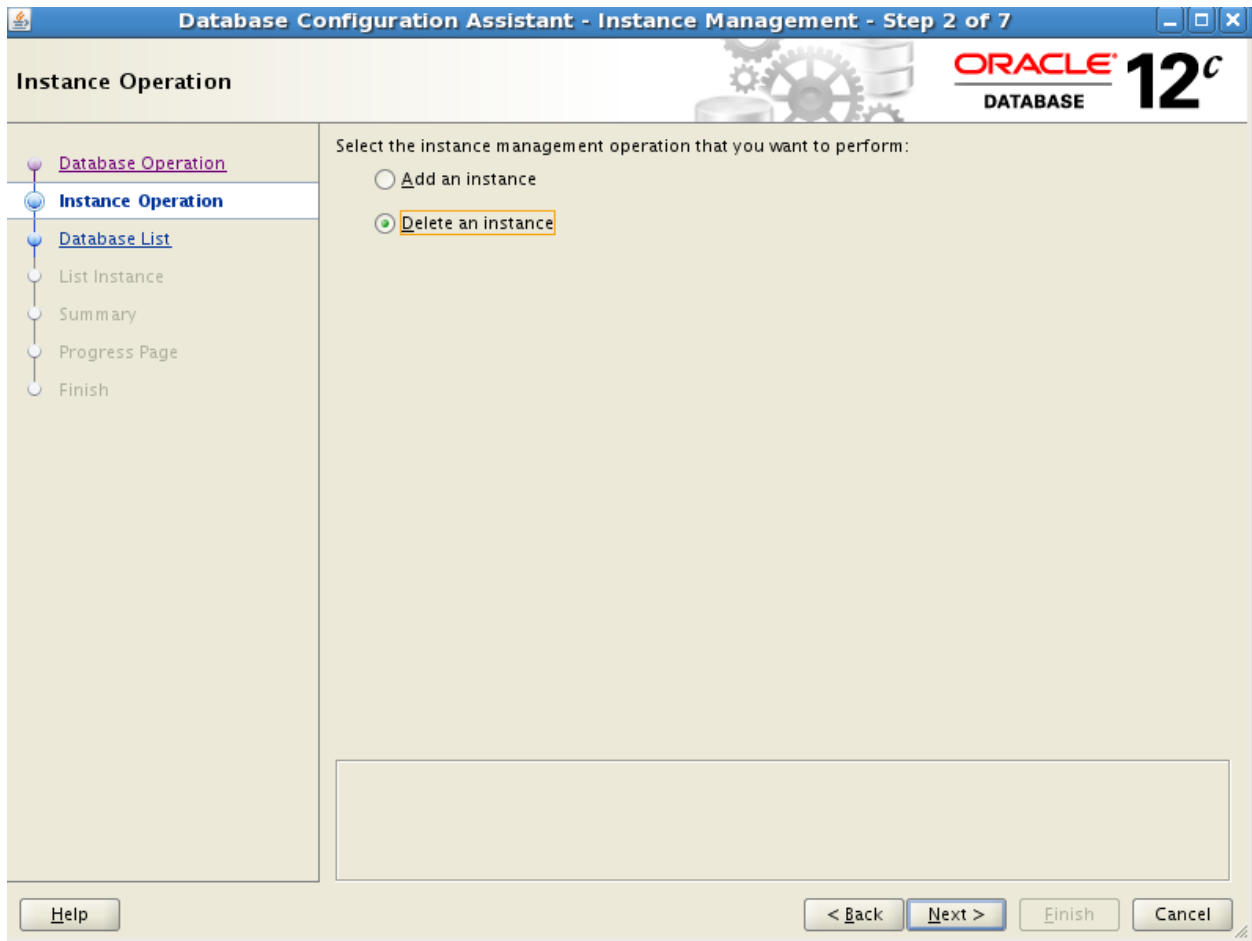 Database Configuration Assistant - Instance Management - Step 2 of 7
Instance Operation
ORACLE
DATABASE
12c
Database Operation
Instance Operation
Database List
List Instance
Summary
Progress Page
Finish
Select the instance management operation that you want to perform:
Add an instance
Delete an instance
Help
< Back
Next >
Finish
Cancel